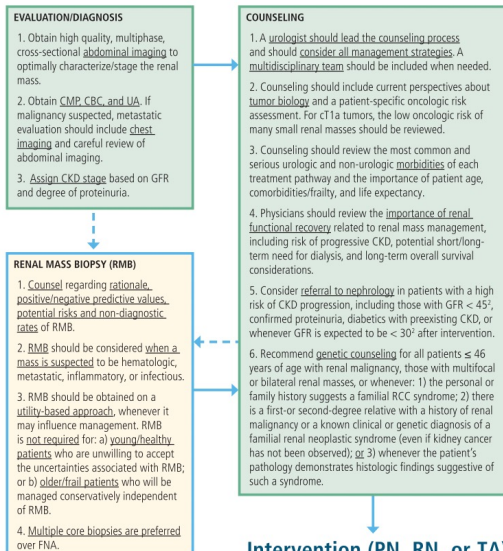 EVALUATION/DIAGNOSIS
1. Obtain high quality, multiphase,
cross-sectional abdominal imaging to
optimally characterize/stage the renal
mass.
2. Obtain CMP, CBC, and UA. If
malignancy suspected, metastatic
evaluation should include chest
imaging and careful review of
abdominal imaging.
3. Assign CKD stage based on GFR
and degree of proteinuria.
RENAL MASS BIOPSY (RMB)
1. Counsel regarding rationale,
positive/negative predictive values,
potential risks and non-diagnostic
rates of RMB.
2. RMB should be considered when a
mass is suspected to be hematologic,
metastatic, inflammatory, or infectious.
3. RMB should be obtained on a
utility-based approach, whenever it
may influence management. RMB
is not required for: a) young/healthy
patients who are unwilling to accept
the uncertainties associated with RMB;
or b) older/frail patients who will be
managed conservatively independent
of RMB.
4. Multiple core biopsies are preferred
over FNA.
COUNSELING
1. A urologist should lead the counseling process
and should consider all management strategies. A
multidisciplinary team should be included when needed.
2. Counseling should include current perspectives about
tumor biology and a patient-specific oncologic risk
assessment. For cT1a tumors, the low oncologic risk of
many small renal masses should be reviewed.
3. Counseling should review the most common and
serious urologic and non-urologic morbidities of each
treatment pathway and the importance of patient age,
comorbidities/frailty, and life expectancy.
4. Physicians should review the importance of renal
functional recovery related to renal mass management,
including risk of progressive CKD, potential short/long-
term need for dialysis, and long-term overall survival
considerations.
5. Consider referral to nephrology in patients with a high
risk of CKD progression, including those with GFR < 45²,
confirmed proteinuria, diabetics with preexisting CKD, or
whenever GFR is expected to be < 30² after intervention.
6. Recommend genetic counseling for all patients ≤ 46
years of age with renal malignancy, those with multifocal
or bilateral renal masses, or whenever: 1) the personal or
family history suggests a familial RCC syndrome; 2) there
is a first-or second-degree relative with a history of renal
malignancy or a known clinical or genetic diagnosis of a
familial renal neoplastic syndrome (even if kidney cancer
has not been observed); or 3) whenever the patient's
pathology demonstrates histologic findings suggestive of
such a syndrome.
Intervention (PN, RN, or TA)